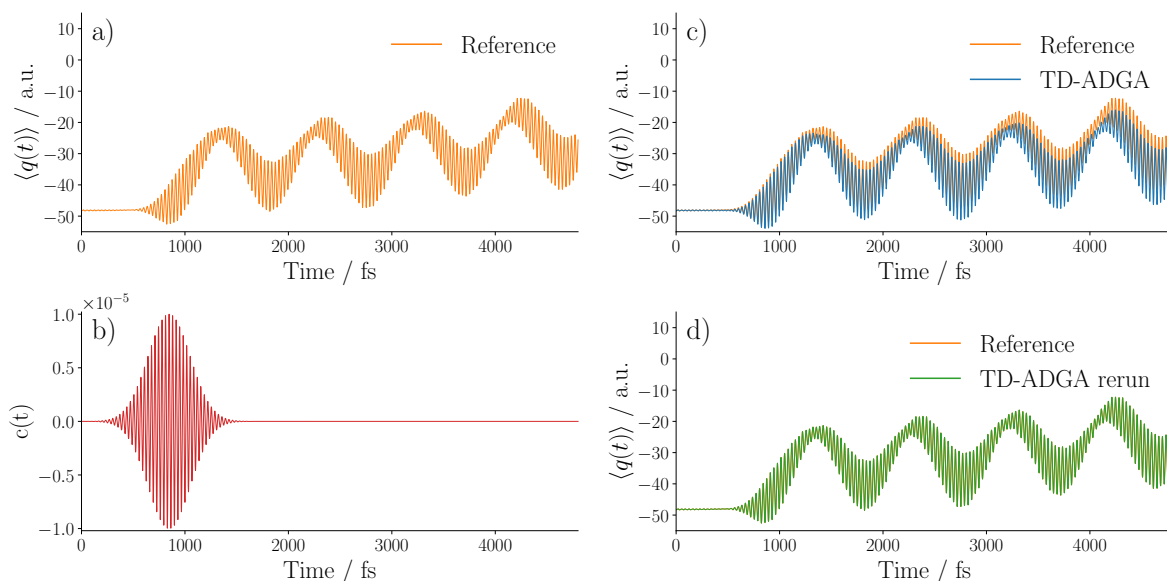 a)
Reference
10
0
−10
−20
−30
−40
−50
⟨q(t)⟩ / a.u.
0 1000 2000 3000 4000
Time / fs
c)
Reference
TD-ADGA
10
0
−10
−20
−30
−40
−50
⟨q(t)⟩ / a.u.
0 1000 2000 3000 4000
Time / fs
×10⁻⁵
b)
1.0
0.5
0.0
−0.5
−1.0
c(t)
0 1000 2000 3000 4000
Time / fs
d)
Reference
TD-ADGA rerun
10
0
−10
−20
−30
−40
−50
⟨q(t)⟩ / a.u.
0 1000 2000 3000 4000
Time / fs